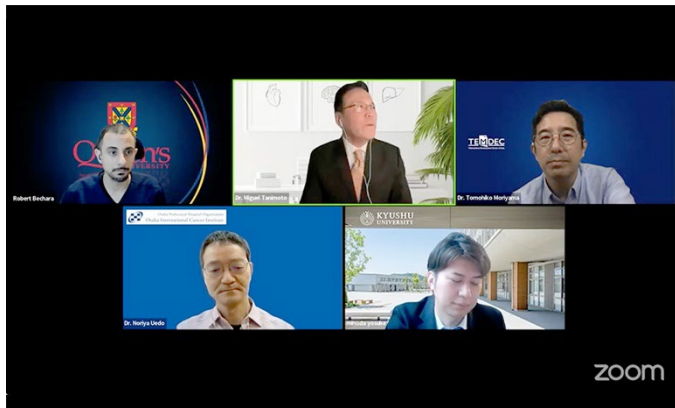 Queen's
UNIVERSITY
Robert Bechara
Dr. Miguel Tanimoto
TEMDEC
Dr. Tomohiko Moriyama
Osaka International Cancer Institute
Dr. Noriya Uedo
KYUSHU
UNIVERSITY
zoom